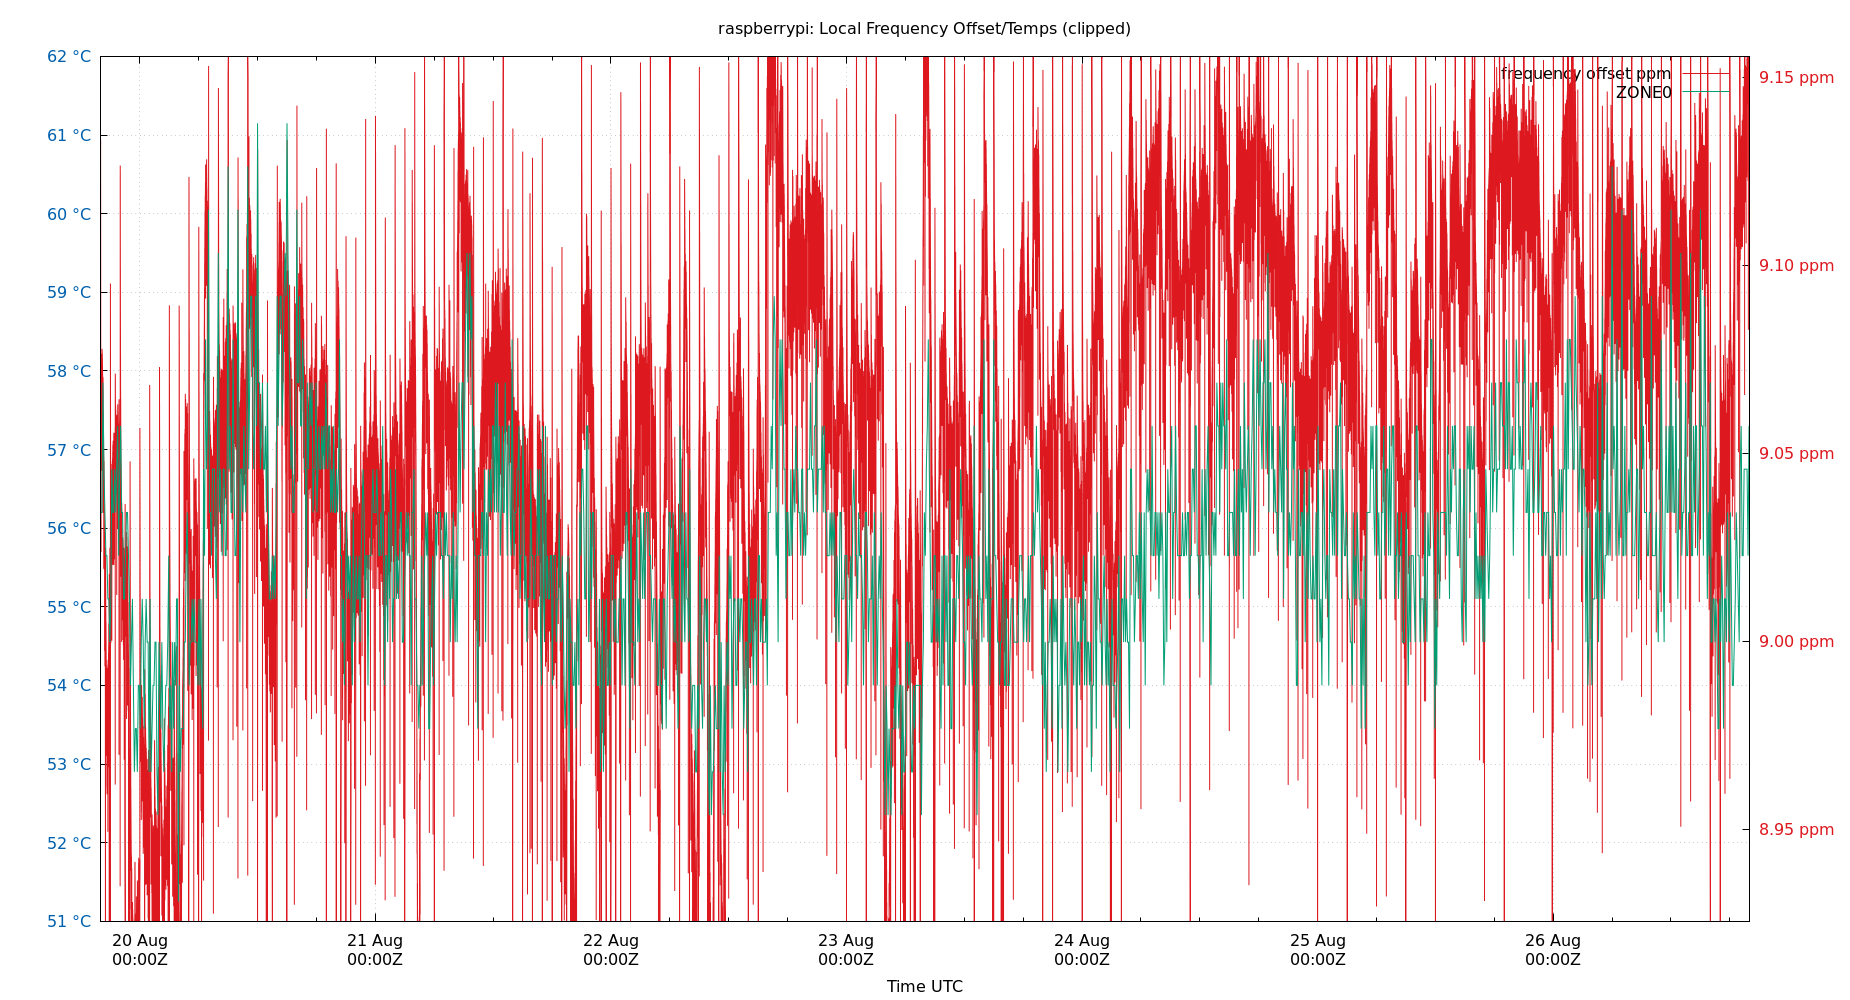 raspberrypi: Local Frequency Offset/Temps (clipped)
62 °C
61 °C
60 °C
59 °C
58 °C
57 °C
56 °C
55 °C
54 °C
53 °C
52 °C
51 °C
frequency offset ppm
ZONE0
9.15 ppm
9.10 ppm
9.05 ppm
9.00 ppm
8.95 ppm
20 Aug
00:00Z
21 Aug
00:00Z
22 Aug
00:00Z
23 Aug
00:00Z
24 Aug
00:00Z
25 Aug
00:00Z
26 Aug
00:00Z
Time UTC